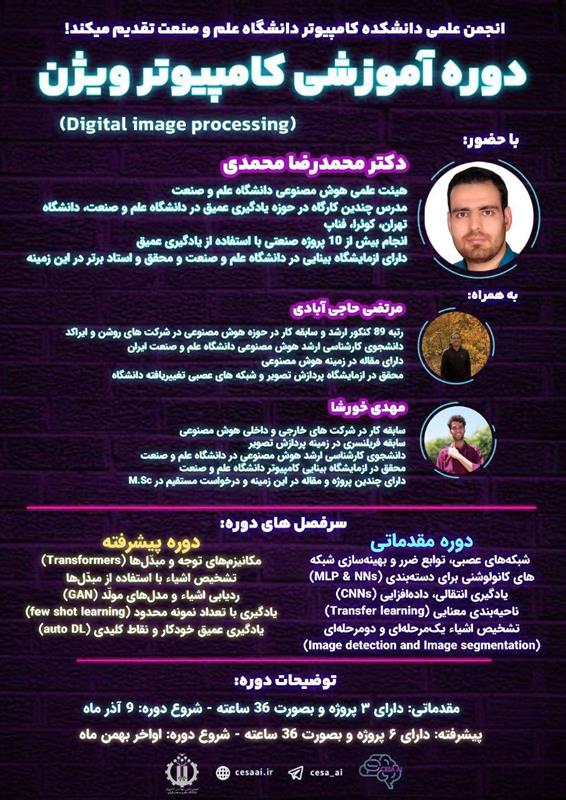 انجمن علمی دانشکده کامپیوتر دانشگاه علم و صنعت تقدیم میکند!
دوره آموزشی کامپیوتر ویژن
(Digital image processing)
با حضور:
دکتر محمدرضا محمدی
هیئت علمی هوش مصنوعی دانشگاه علم و صنعت
مدرس چندین کارگاه در حوزه یادگیری عمیق در دانشگاه علم و صنعت، دانشگاه
تهران، کوئرا، فناپ
انجام بیش از 10 پروژه صنعتی با استفاده از یادگیری عمیق
دارای ازمایشگاه بینایی در دانشگاه علم و صنعت و محقق و استاد برتر در این زمینه
به همراه:
مرتضی حاجی آبادی
رتبه 89 کنکور ارشد و سابقه کار در حوزه هوش مصنوعی در شرکت های روشن و ایراکد
دانشجوی کارشناسی ارشد هوش مصنوعی دانشگاه علم و صنعت ایران
دارای مقاله در زمینه هوش مصنوعی
محقق در ازمایشگاه پردازش تصویر و شبکه های عصبی تغییریافته دانشگاه
مهدی خورشا
سابقه کار در شرکت های خارجی و داخلی هوش مصنوعی
سابقه فریلنسری در زمینه پردازش تصویر
دانشجوی کارشناسی ارشد هوش مصنوعی در دانشگاه علم و صنعت
محقق در ازمایشگاه بینایی کامپیوتر دانشگاه علم و صنعت
دارای چندین پروژه و مقاله در این زمینه و درخواست مستقیم در M.Sc
سرفصل های دوره:
دوره مقدماتی
شبکه‌های عصبی، توابع ضرر و بهینه‌سازی شبکه
های کانولوشنی برای دسته‌بندی (MLP & NNs)
یادگیری انتقالی، داده‌افزایی (CNNs)
ناحیه‌بندی معنایی (Transfer learning)
تشخیص اشیاء یک‌مرحله‌ای و دومرحله‌ای
(Image detection and Image segmentation)
دوره پیشرفته
مکانیزم‌های توجه و مبدّل‌ها (Transformers)
تشخیص اشیاء با استفاده از مبدّل‌ها
ردیابی اشیاء و مدل‌های مولّد (GAN)
یادگیری با تعداد نمونه محدود (few shot learning)
یادگیری عمیق خودکار و نقاط کلیدی (auto DL)
توضیحات دوره:
مقدماتی: دارای ۳ پروژه و بصورت 36 ساعته - شروع دوره: 9 آذر ماه
پیشرفته: دارای ۶ پروژه و بصورت 36 ساعته - شروع دوره: اواخر بهمن ماه
cesaai.ir
cesa_ai
CESA AI